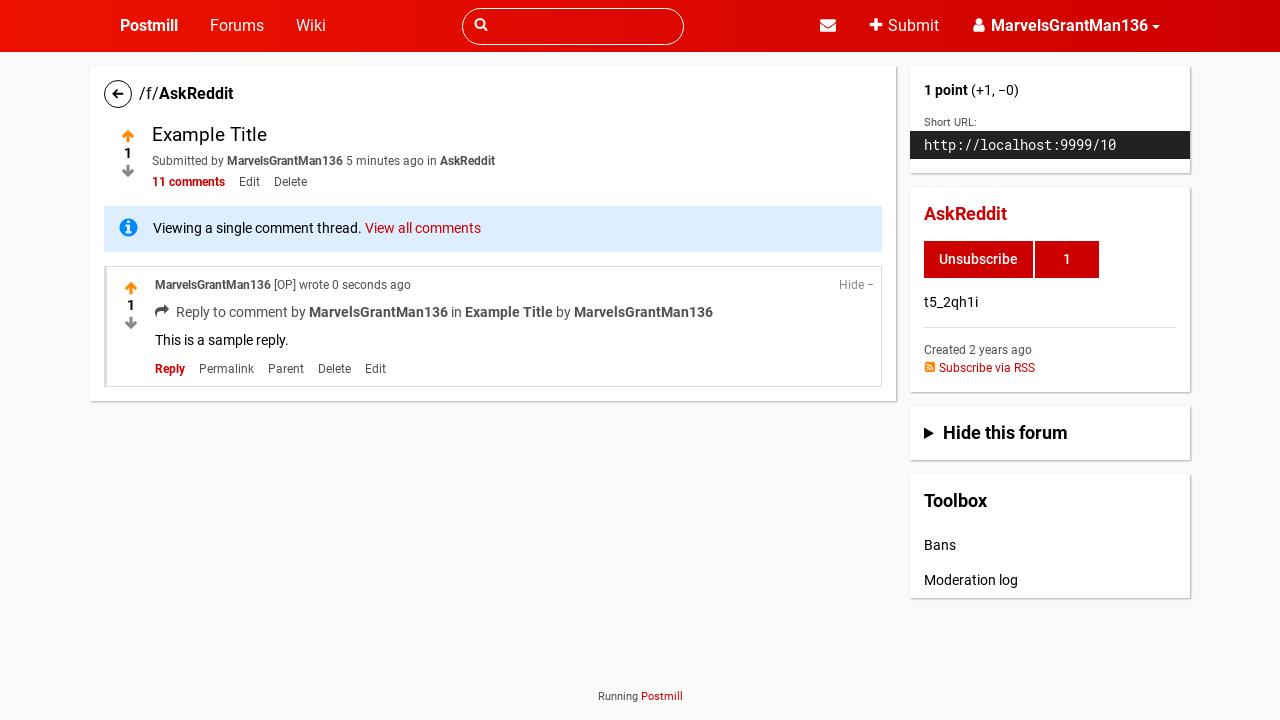 Postmill Forums Wiki Submit MarvelsGrantMan136
/f/AskReddit
1
Example Title
Submitted by MarvelsGrantMan136 5 minutes ago in AskReddit
11 comments Edit Delete
Viewing a single comment thread. View all comments
1
MarvelsGrantMan136 [OP] wrote 0 seconds ago Hide −
Reply to comment by MarvelsGrantMan136 in Example Title by MarvelsGrantMan136
This is a sample reply.
Reply Permalink Parent Delete Edit
1 point (+1, −0)
Short URL:
http://localhost:9999/10
AskReddit
Unsubscribe 1
t5_2qh1i
Created 2 years ago
Subscribe via RSS
Hide this forum
Toolbox
Bans
Moderation log
Running Postmill